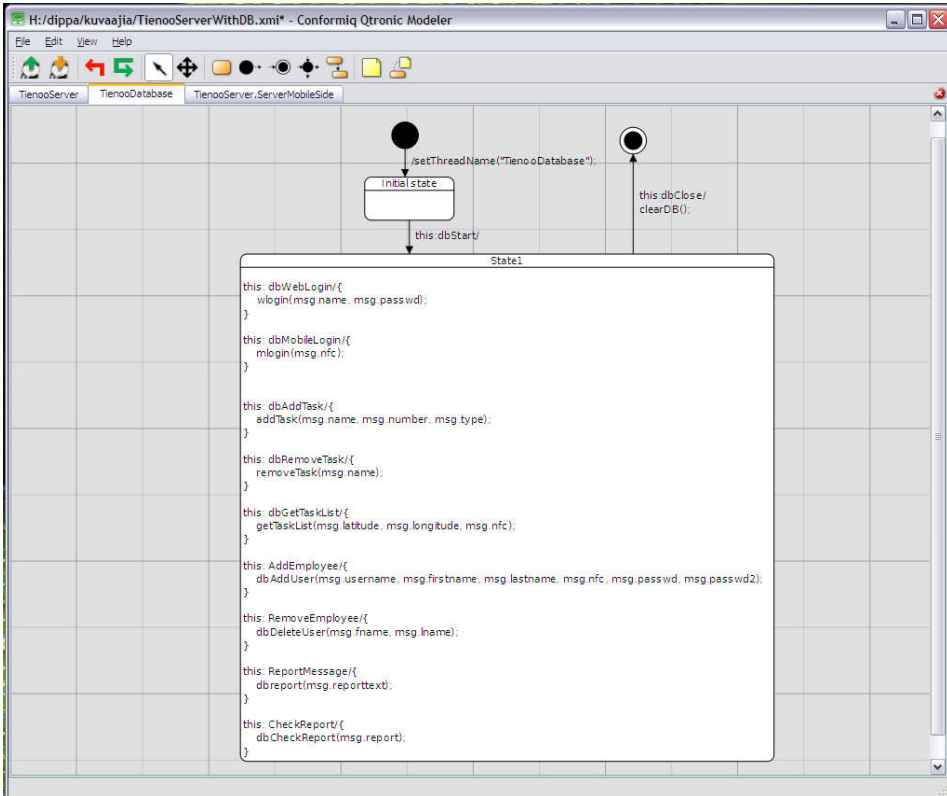 H:/dippa/kuvaajia/TienooServerWithDB.xmi* - Conformiq Qtronic Modeler
File Edit View Help
TienooServer TienooDatabase TienooServer.ServerMobileSide
/setThreadName("TienooDatabase");
Initial state
this:dbClose/
clearDB();
this:dbStart/
State1
this: dbWebLogin/{
wlogin(msg.name, msg.passwd);
}
this: dbMobileLogin/{
mlogin(msg.nfc);
}
this: dbAddTask/{
addTask(msg.name, msg.number, msg.type);
}
this: dbRemoveTask/{
removeTask(msg.name);
}
this: dbGetTaskList/{
getTaskList(msg.latitude, msg.longitude, msg.nfc);
}
this: AddEmployee/{
dbAddUser(msg.username, msg.firstname, msg.lastname, msg.nfc, msg.passwd, msg.passwd2);
}
this: RemoveEmployee/{
dbDeleteUser(msg.fname, msg.lname);
}
this: ReportMessage/{
dbreport(msg.reporttext);
}
this: CheckReport/{
dbCheckReport(msg.report);
}